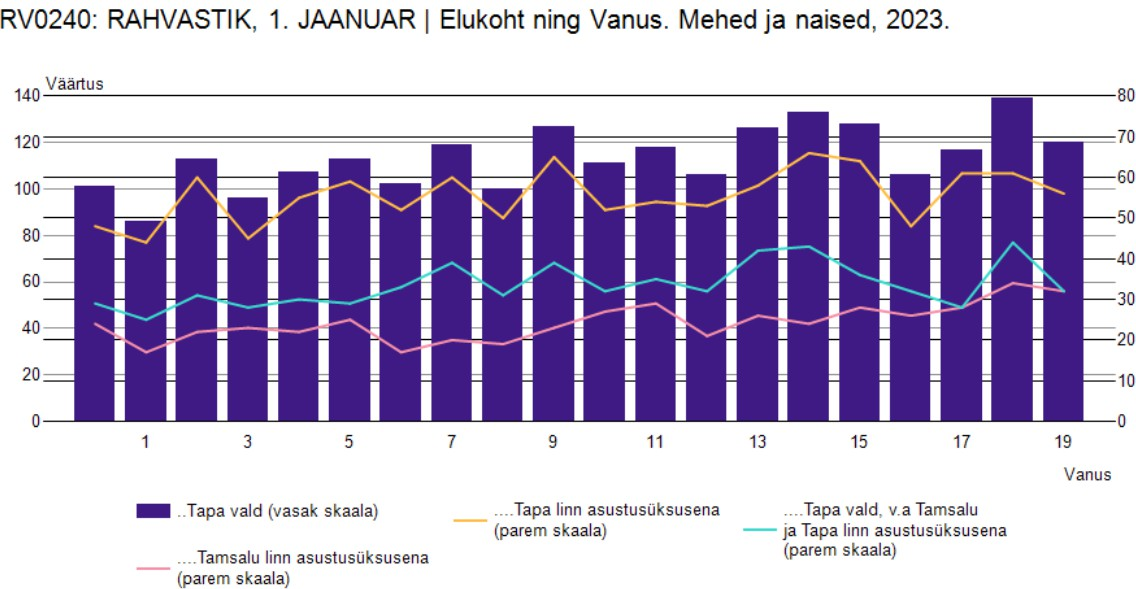 RV0240: RAHVASTIK, 1. JAANUAR | Elukoht ning Vanus. Mehed ja naised, 2023.
Väärtus
140
120
100
80
60
40
20
0
80
70
60
50
40
30
20
10
0
1 3 5 7 9 11 13 15 17 19
Vanus
..Tapa vald (vasak skaala)
....Tapa linn asustusüksusena
(parem skaala)
....Tapa vald, v.a Tamsalu
ja Tapa linn asustusüksusena
(parem skaala)
....Tamsalu linn asustusüksusena
(parem skaala)